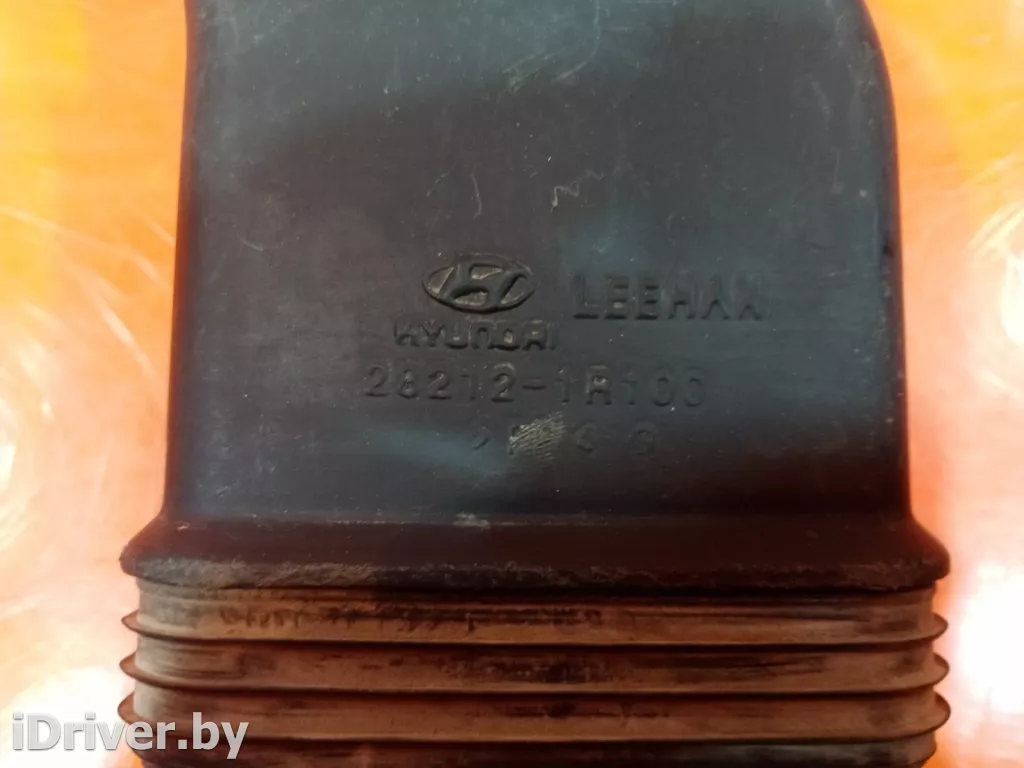 HYUNDAI LEEHAN
28212-1R100
iDriver.by